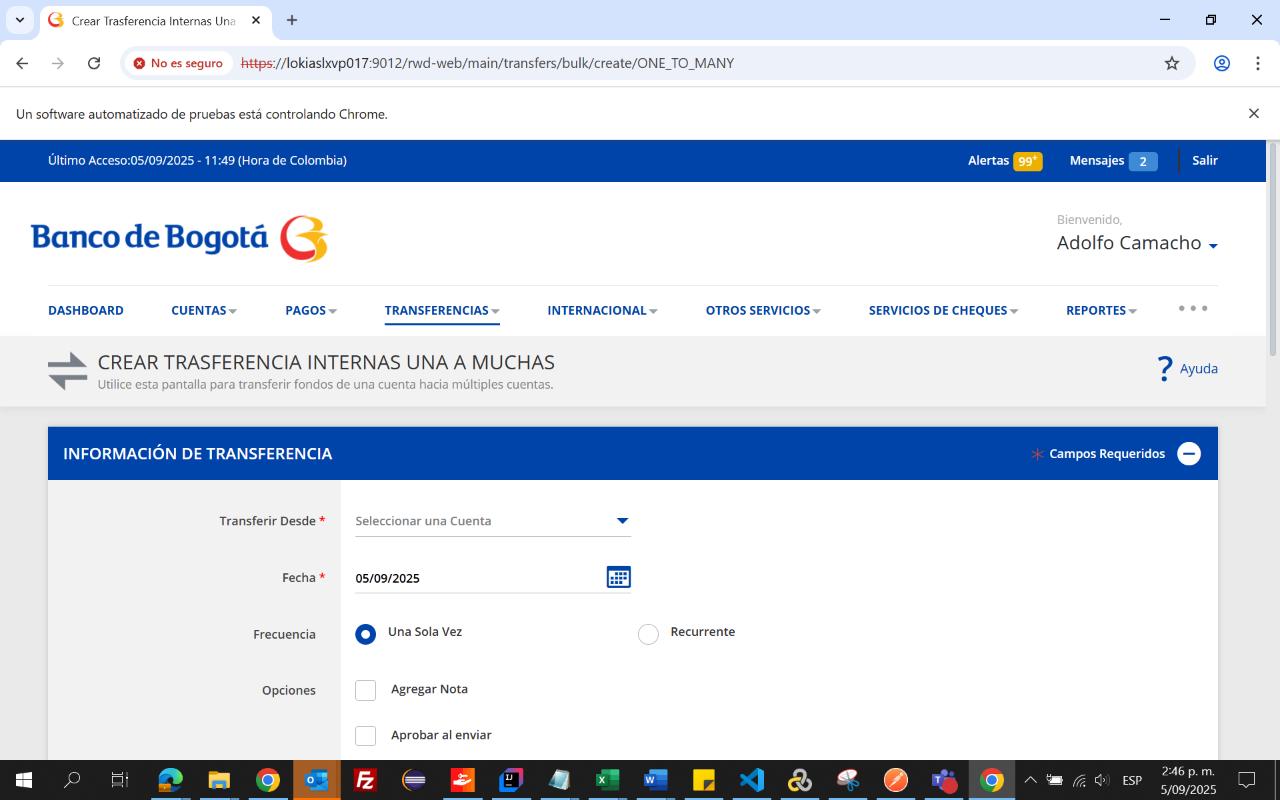 Crear Trasferencia Internas Una
No es seguro
https://lokiaslxvp017:9012/rwd-web/main/transfers/bulk/create/ONE_TO_MANY
Un software automatizado de pruebas está controlando Chrome.
Último Acceso:05/09/2025 - 11:49 (Hora de Colombia)
Alertas 99+
Mensajes 2
Salir
Banco de Bogotá
Bienvenido,
Adolfo Camacho
DASHBOARD CUENTAS PAGOS TRANSFERENCIAS INTERNACIONAL OTROS SERVICIOS SERVICIOS DE CHEQUES REPORTES
CREAR TRASFERENCIA INTERNAS UNA A MUCHAS
Utilice esta pantalla para transferir fondos de una cuenta hacia múltiples cuentas.
? Ayuda
INFORMACIÓN DE TRANSFERENCIA
* Campos Requeridos
Transferir Desde *
Seleccionar una Cuenta
Fecha *
05/09/2025
Frecuencia
Una Sola Vez
Recurrente
Opciones
Agregar Nota
Aprobar al enviar
ESP
2:46 p. m.
5/09/2025